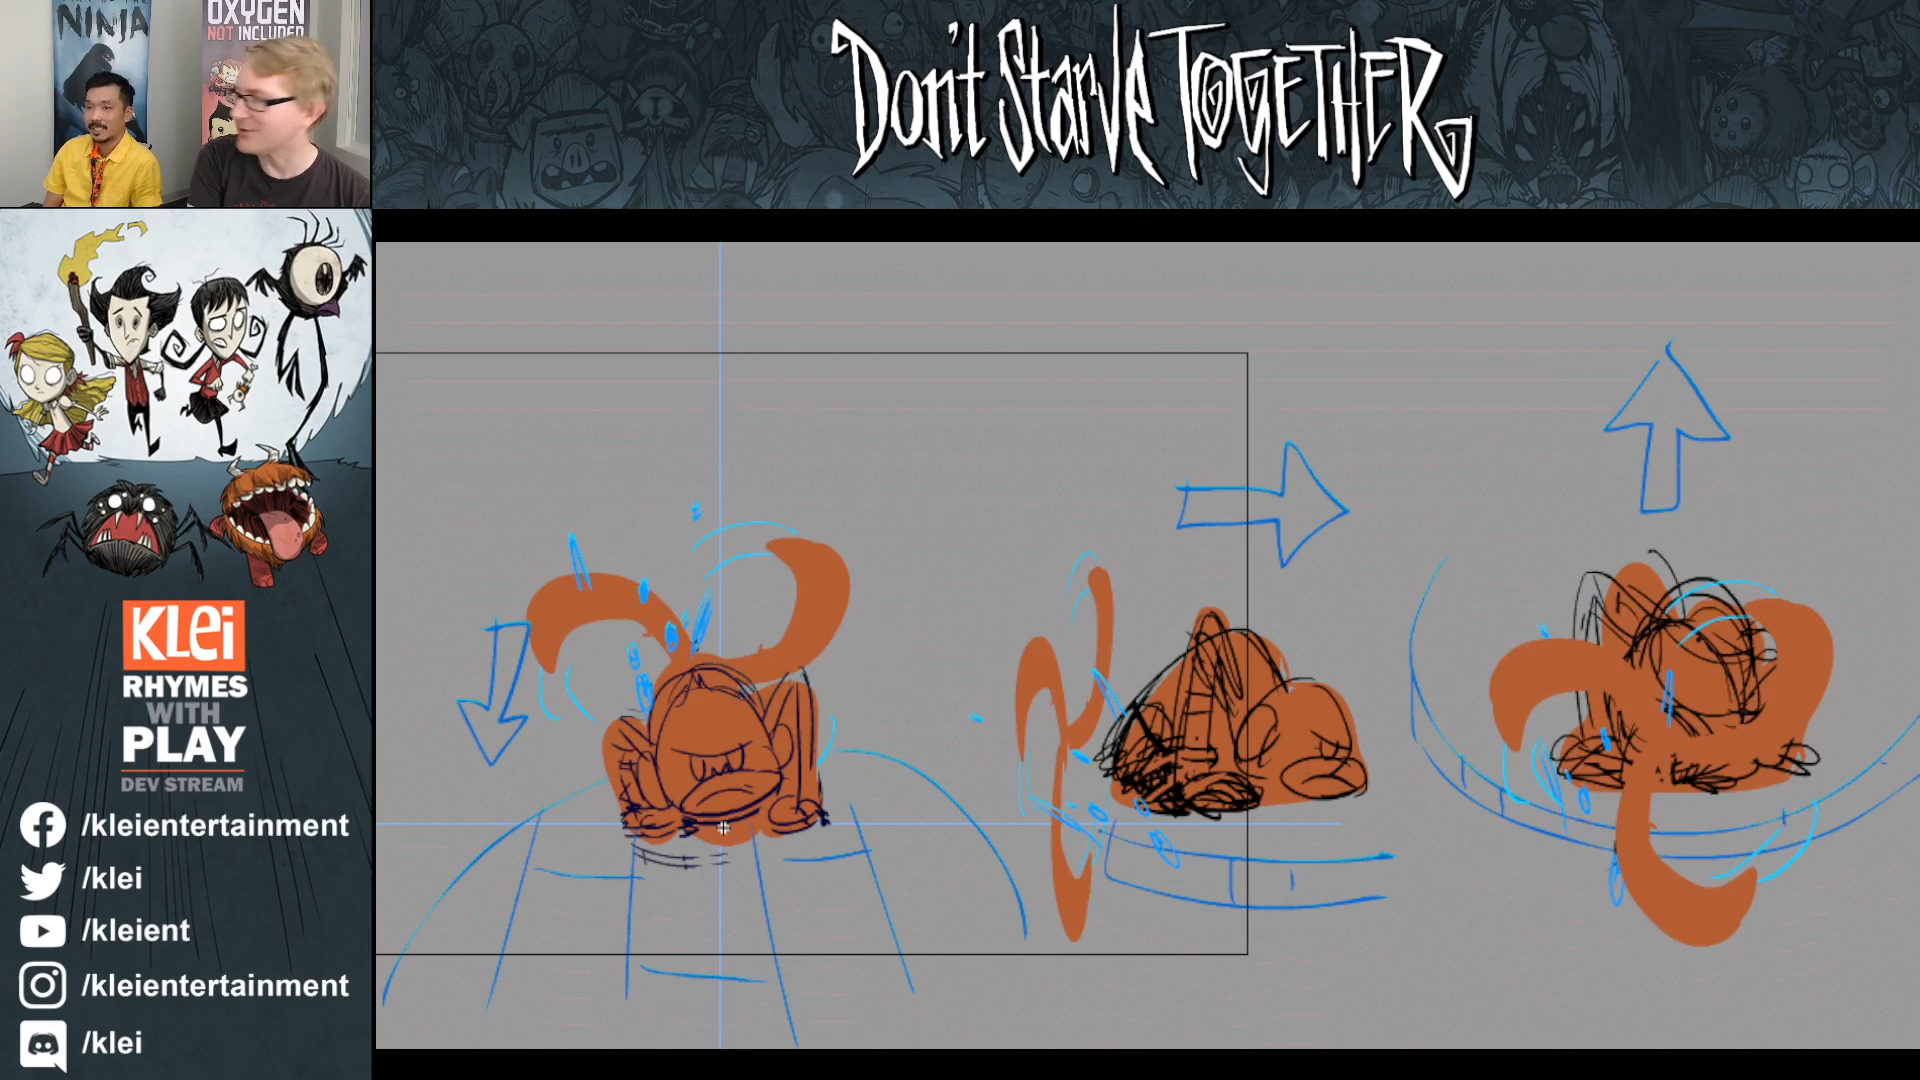 NINJA
OXYGEN
NOT INCLUDED
Don't Starve TOGETHER
KLei
RHYMES
WITH
PLAY
DEV STREAM
/kleientertainment
/klei
/kleient
/kleientertainment
/klei